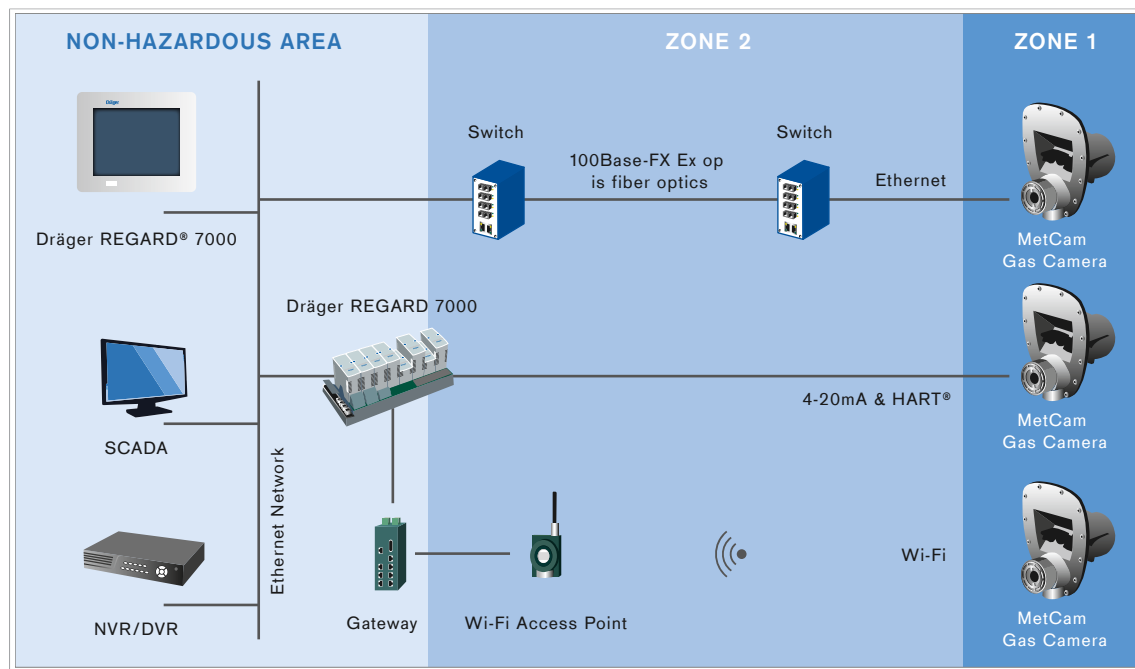 NON-HAZARDOUS AREA
ZONE 2
ZONE 1
Dräger
Switch
Switch
100Base-FX Ex op
is fiber optics
Ethernet
Dräger REGARD® 7000
MetCam
Gas Camera
Dräger REGARD 7000
4-20mA & HART®
SCADA
MetCam
Gas Camera
Ethernet Network
Wi-Fi
NVR/DVR
Gateway
Wi-Fi Access Point
MetCam
Gas Camera